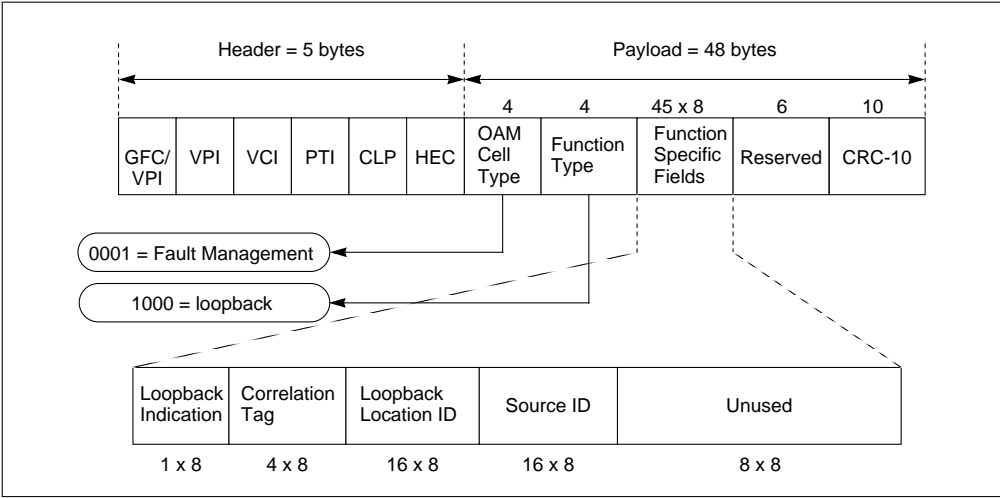 Header = 5 bytes
Payload = 48 bytes
4
4
45 x 8
6
10
GFC/
VPI
VPI
VCI
PTI
CLP
HEC
OAM
Cell
Type
Function
Type
Function
Specific
Fields
Reserved
CRC-10
0001 = Fault Management
1000 = loopback
Loopback
Indication
Correlation
Tag
Loopback
Location ID
Source ID
Unused
1 x 8
4 x 8
16 x 8
16 x 8
8 x 8